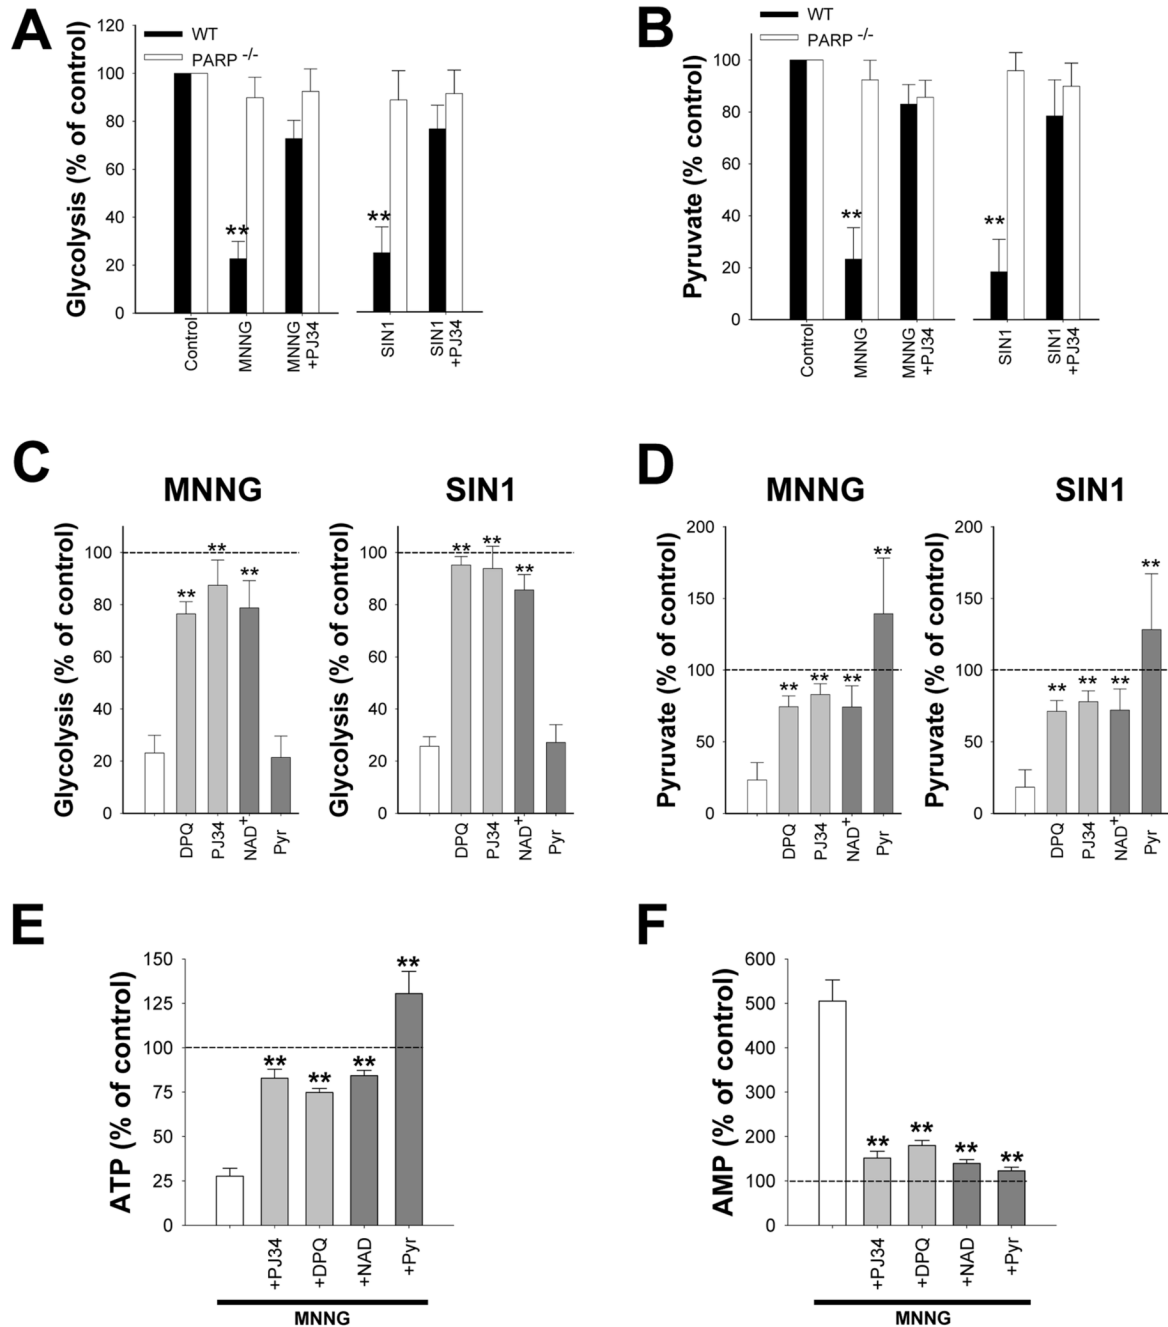 A
WT
PARP -/-
Glycolysis (% of control)
120
100
80
60
40
20
0
**
**
Control
MNNG
MNNG
+PJ34
SIN1
SIN1
+PJ34
B
WT
PARP -/-
Pyruvate (% control)
100
80
60
40
20
0
**
**
Control
MNNG
MNNG
+PJ34
SIN1
SIN1
+PJ34
C
MNNG
Glycolysis (% of control)
100
80
60
40
20
0
**
**
**
DPQ
PJ34
NAD+
Pyr
SIN1
Glycolysis (% of control)
100
80
60
40
20
0
**
**
**
DPQ
PJ34
NAD+
Pyr
D
MNNG
Pyruvate (% of control)
200
150
100
50
0
**
**
**
**
DPQ
PJ34
NAD+
Pyr
SIN1
Pyruvate (% of control)
200
150
100
50
0
**
**
**
**
DPQ
PJ34
NAD+
Pyr
E
ATP (% of control)
150
125
100
75
50
25
0
**
**
**
**
+PJ34
+DPQ
+NAD
+Pyr
MNNG
F
AMP (% of control)
600
500
400
300
200
100
0
**
**
**
**
+PJ34
+DPQ
+NAD
+Pyr
MNNG